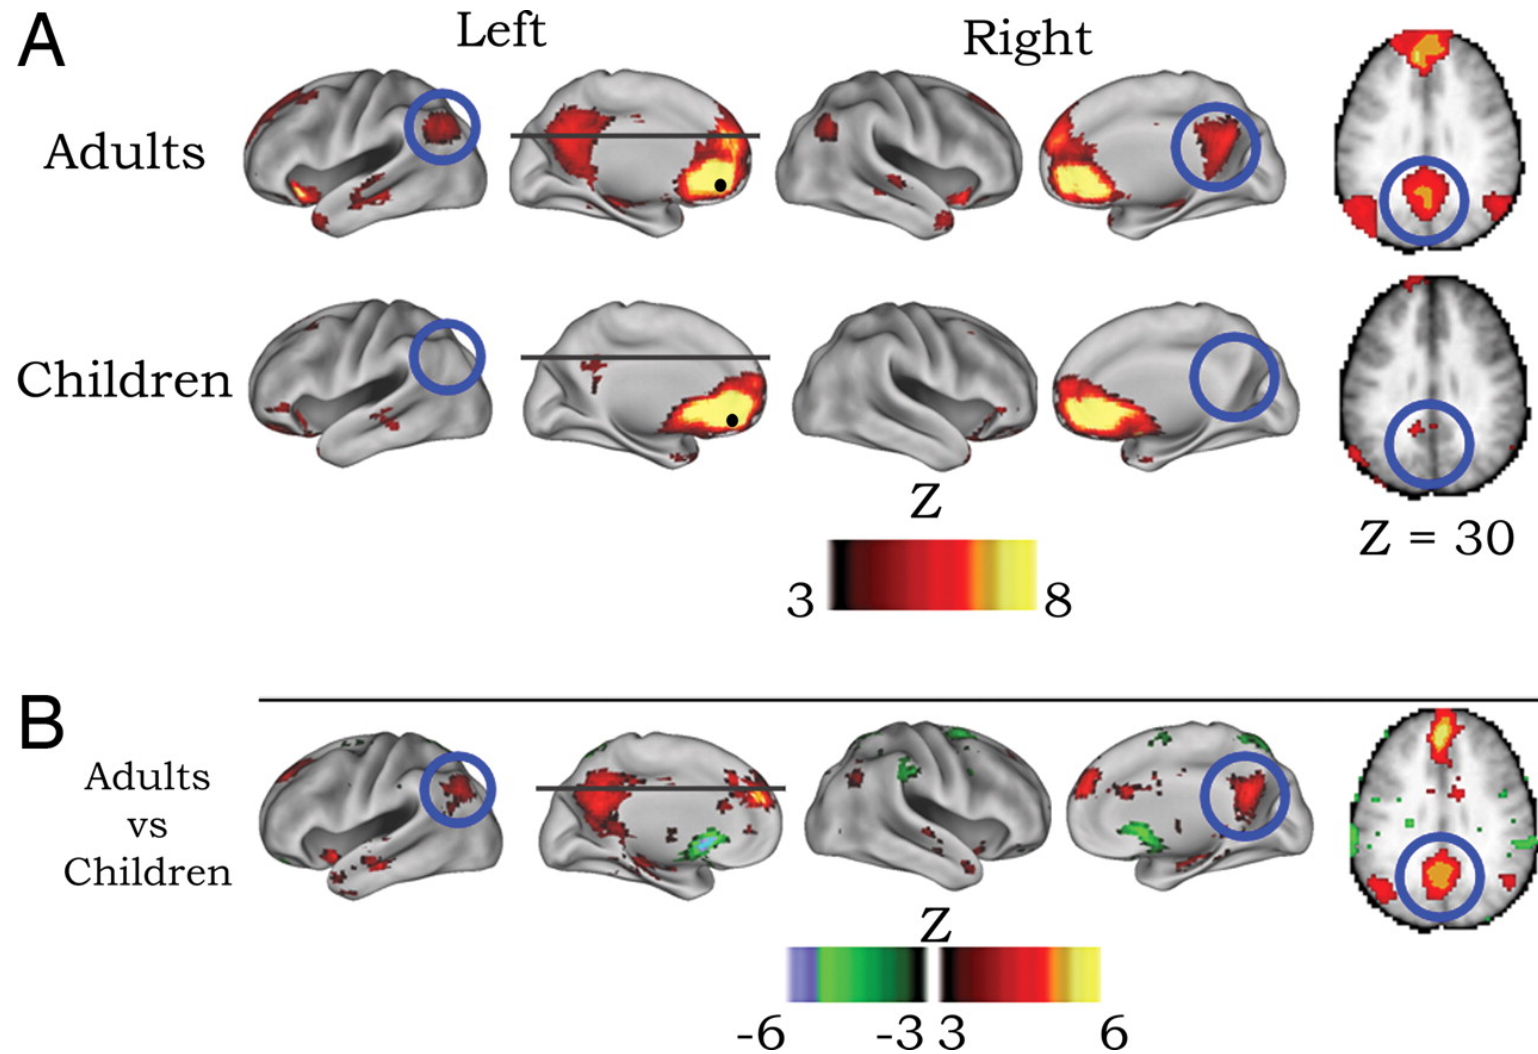 A
Left
Right
Adults
Children
Z
3
8
Z = 30
B
Adults
vs
Children
Z
-6
-3
3
6